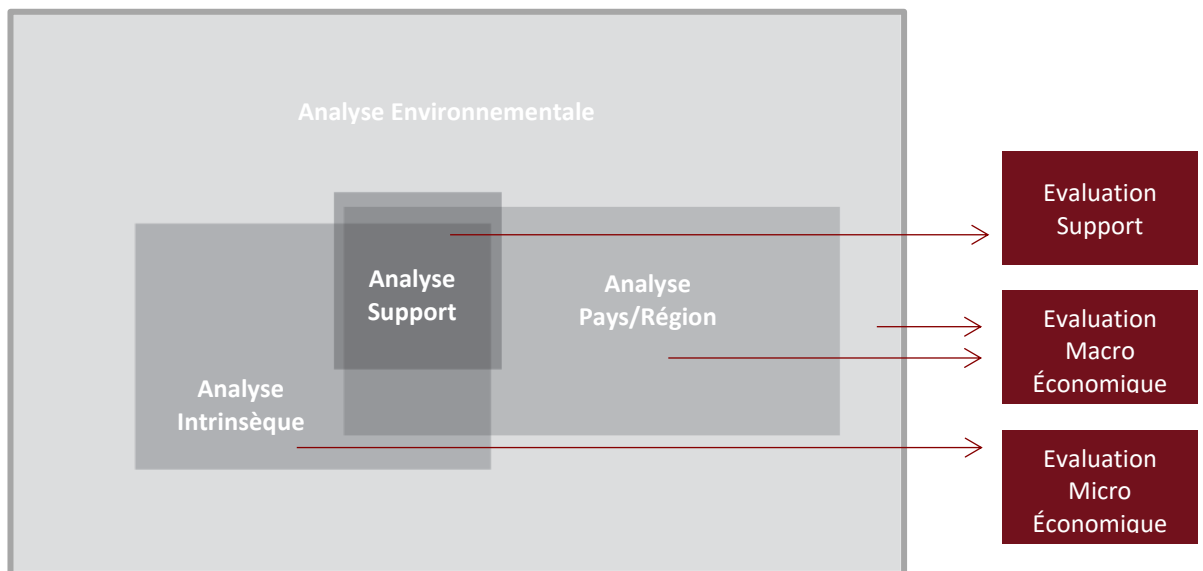 Analyse Environnementale
Analyse
Support
Analyse
Pays/Région
Analyse
Intrinsèque
Evaluation
Support
Evaluation
Macro
Économique
Evaluation
Micro
Économique